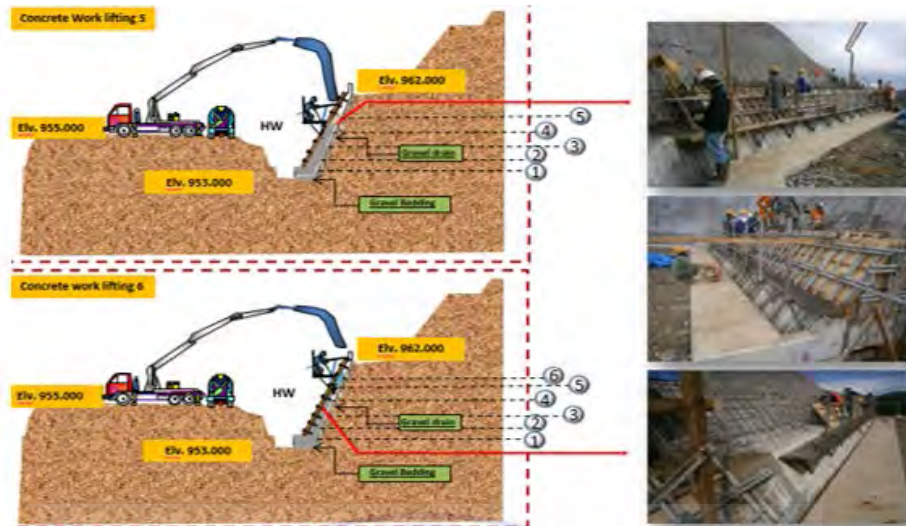 Concrete Work lifting 5
Elv. 962.000
Elv. 955.000
HW
⑤
④
Gravel drain
③
②
①
Elv. 953.000
Gravel Bedding
Concrete work lifting 6
Elv. 962.000
Elv. 955.000
HW
⑥
⑤
④
Gravel drain
③
②
①
Elv. 953.000
Gravel Bedding